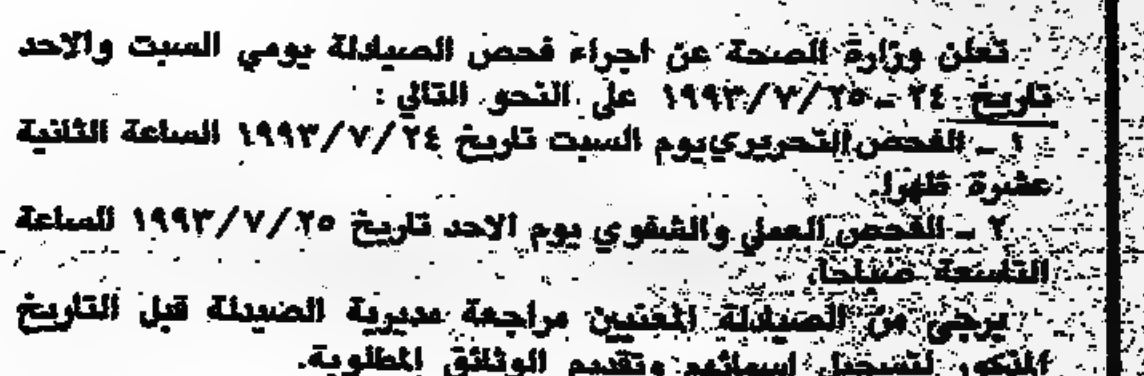 تعلن وزارة الصحة عن اجراء فحص الصيادلة يومي السبت والاحد
تاريخ ٢٤ - ٢٥/٧/١٩٩٣ على النحو التالي :
١ ـ الفحص التحريري يوم السبت تاريخ ٢٤/٧/١٩٩٣ الساعة الثانية
عشرة ظهرا.
٢ ـ الفحص العملي والشفوي يوم الاحد تاريخ ٢٥/٧/١٩٩٣ الساعة
التاسعة صباحا.
يرجى من الصيادلة المعنيين مراجعة مديرية الصيدلة قبل التاريخ
المذكور لتسجيل اسمائهم وتقديم الوثائق المطلوبة.